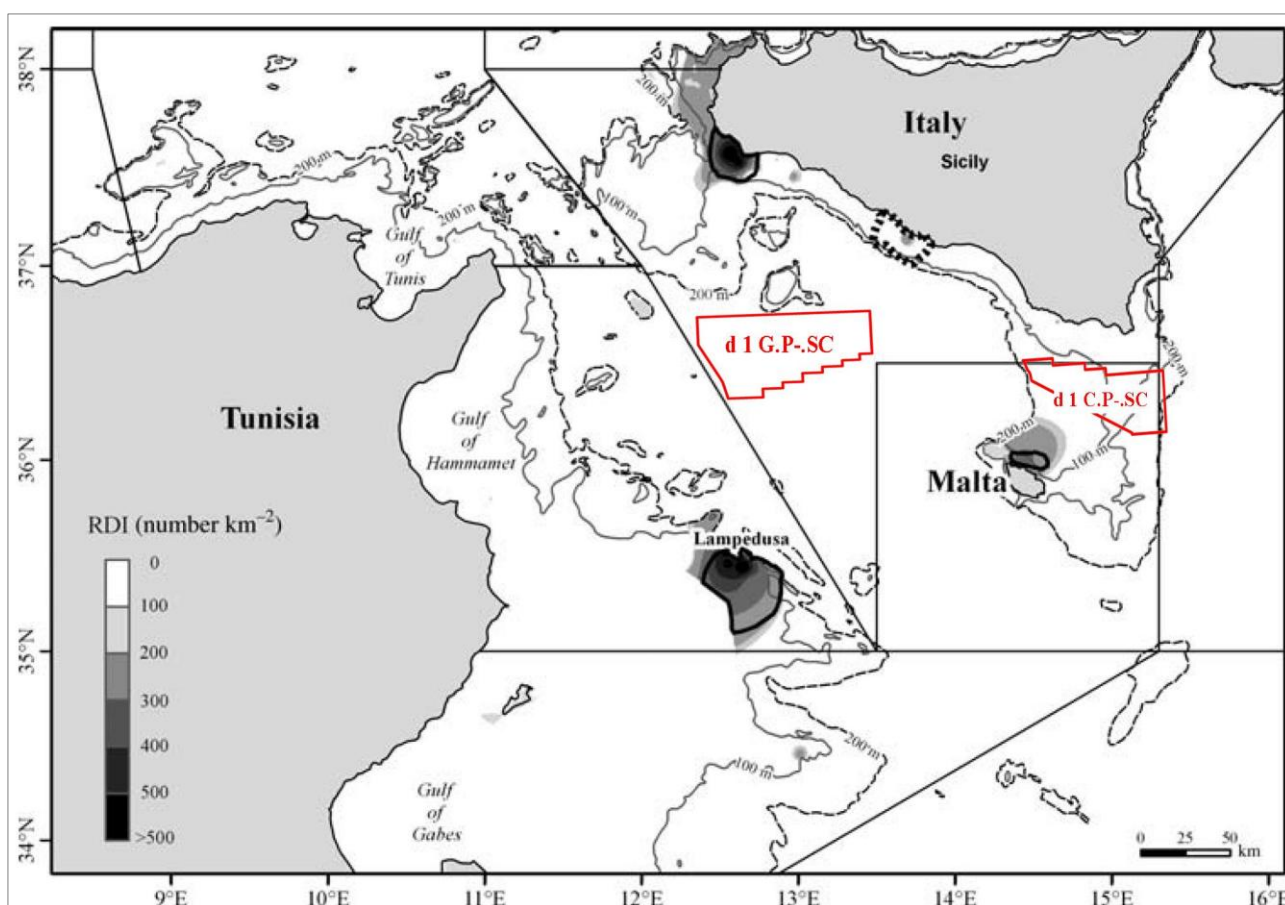 38°N
37°N
36°N
35°N
34°N
200 m
200 m
Italy
Sicily
100 m
200 m
Gulf
of
Tunis
200 m
d 1 G.P-.SC
200 m
d 1 C.P-.SC
Tunisia
Gulf
of
Hammamet
200 m
100 m
Malta
RDI (number km⁻²)
0
100
200
300
400
500
>500
Lampedusa
200 m
100 m
Gulf
of
Gabes
0 25 50
km
9°E 10°E 11°E 12°E 13°E 14°E 15°E 16°E